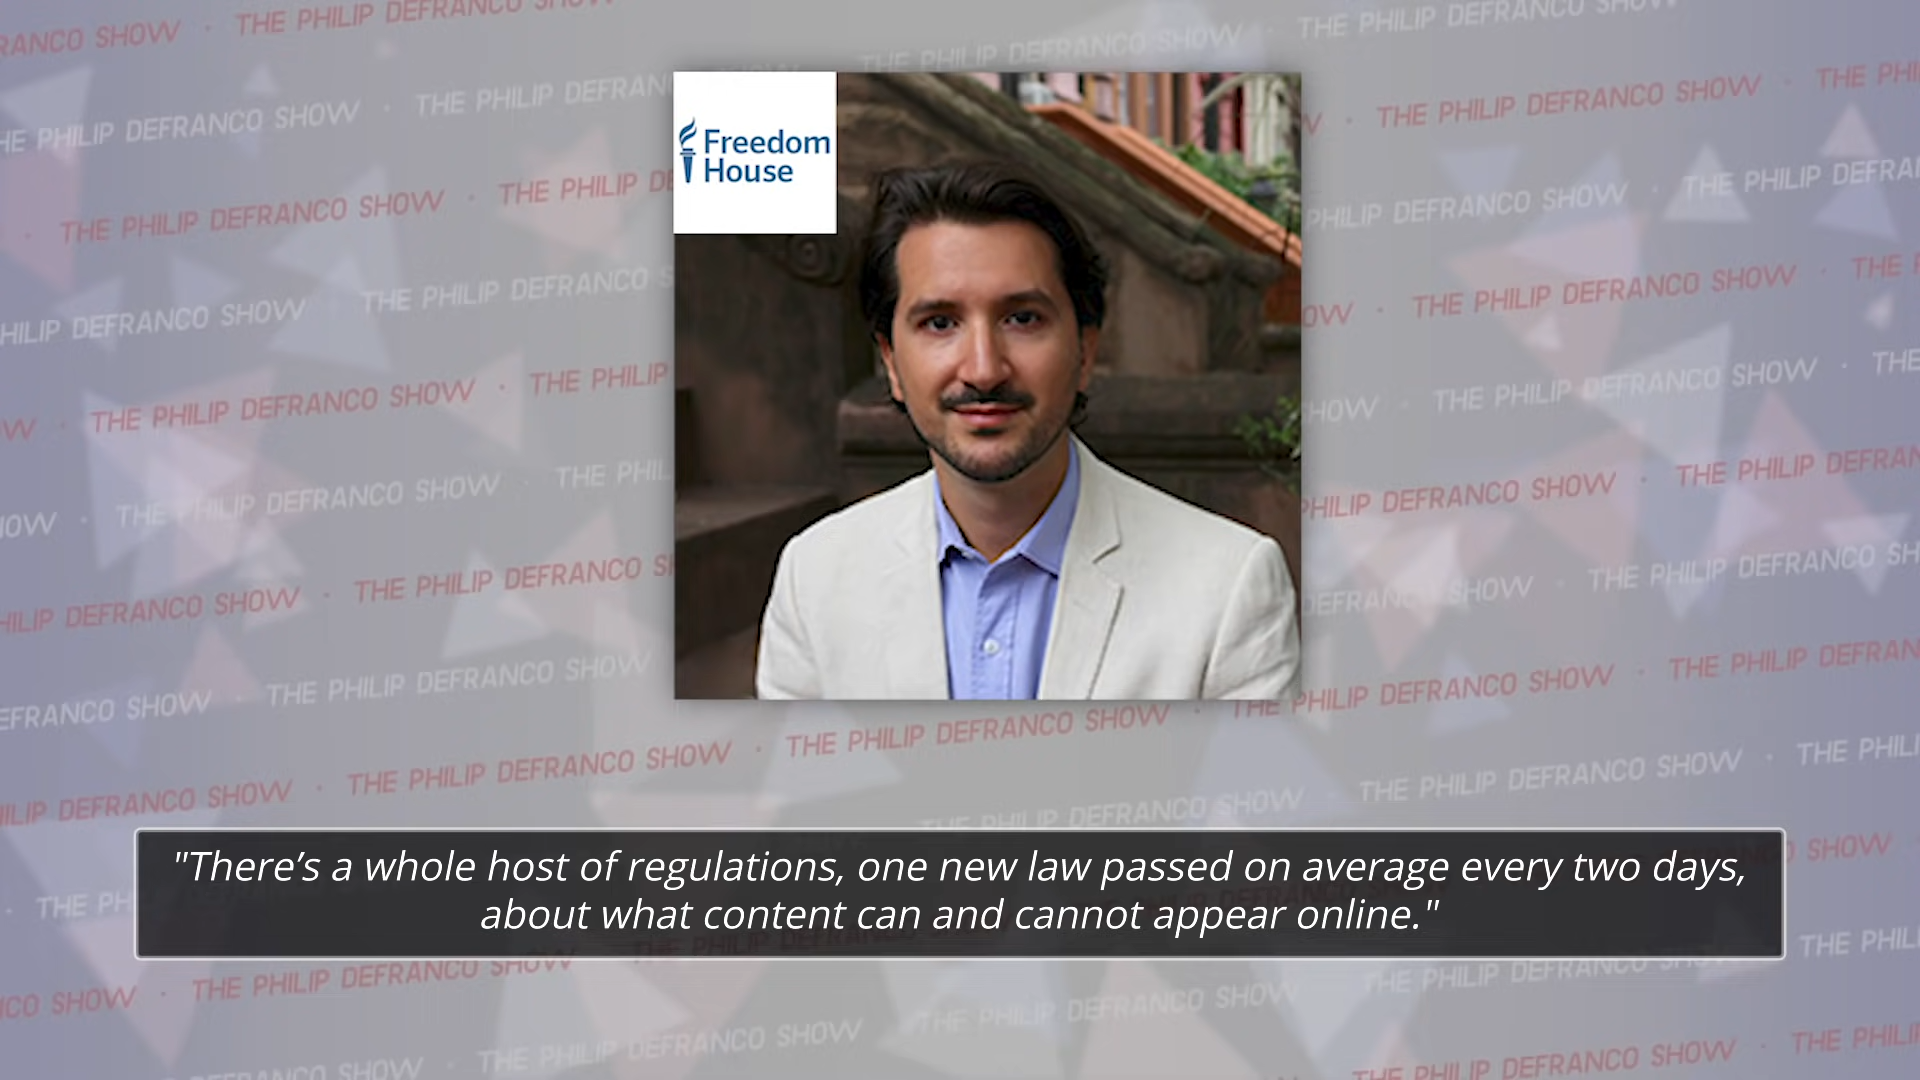 THE PHILIP DEFRANCO SHOW
Freedom
House
"There’s a whole host of regulations, one new law passed on average every two days,
about what content can and cannot appear online."